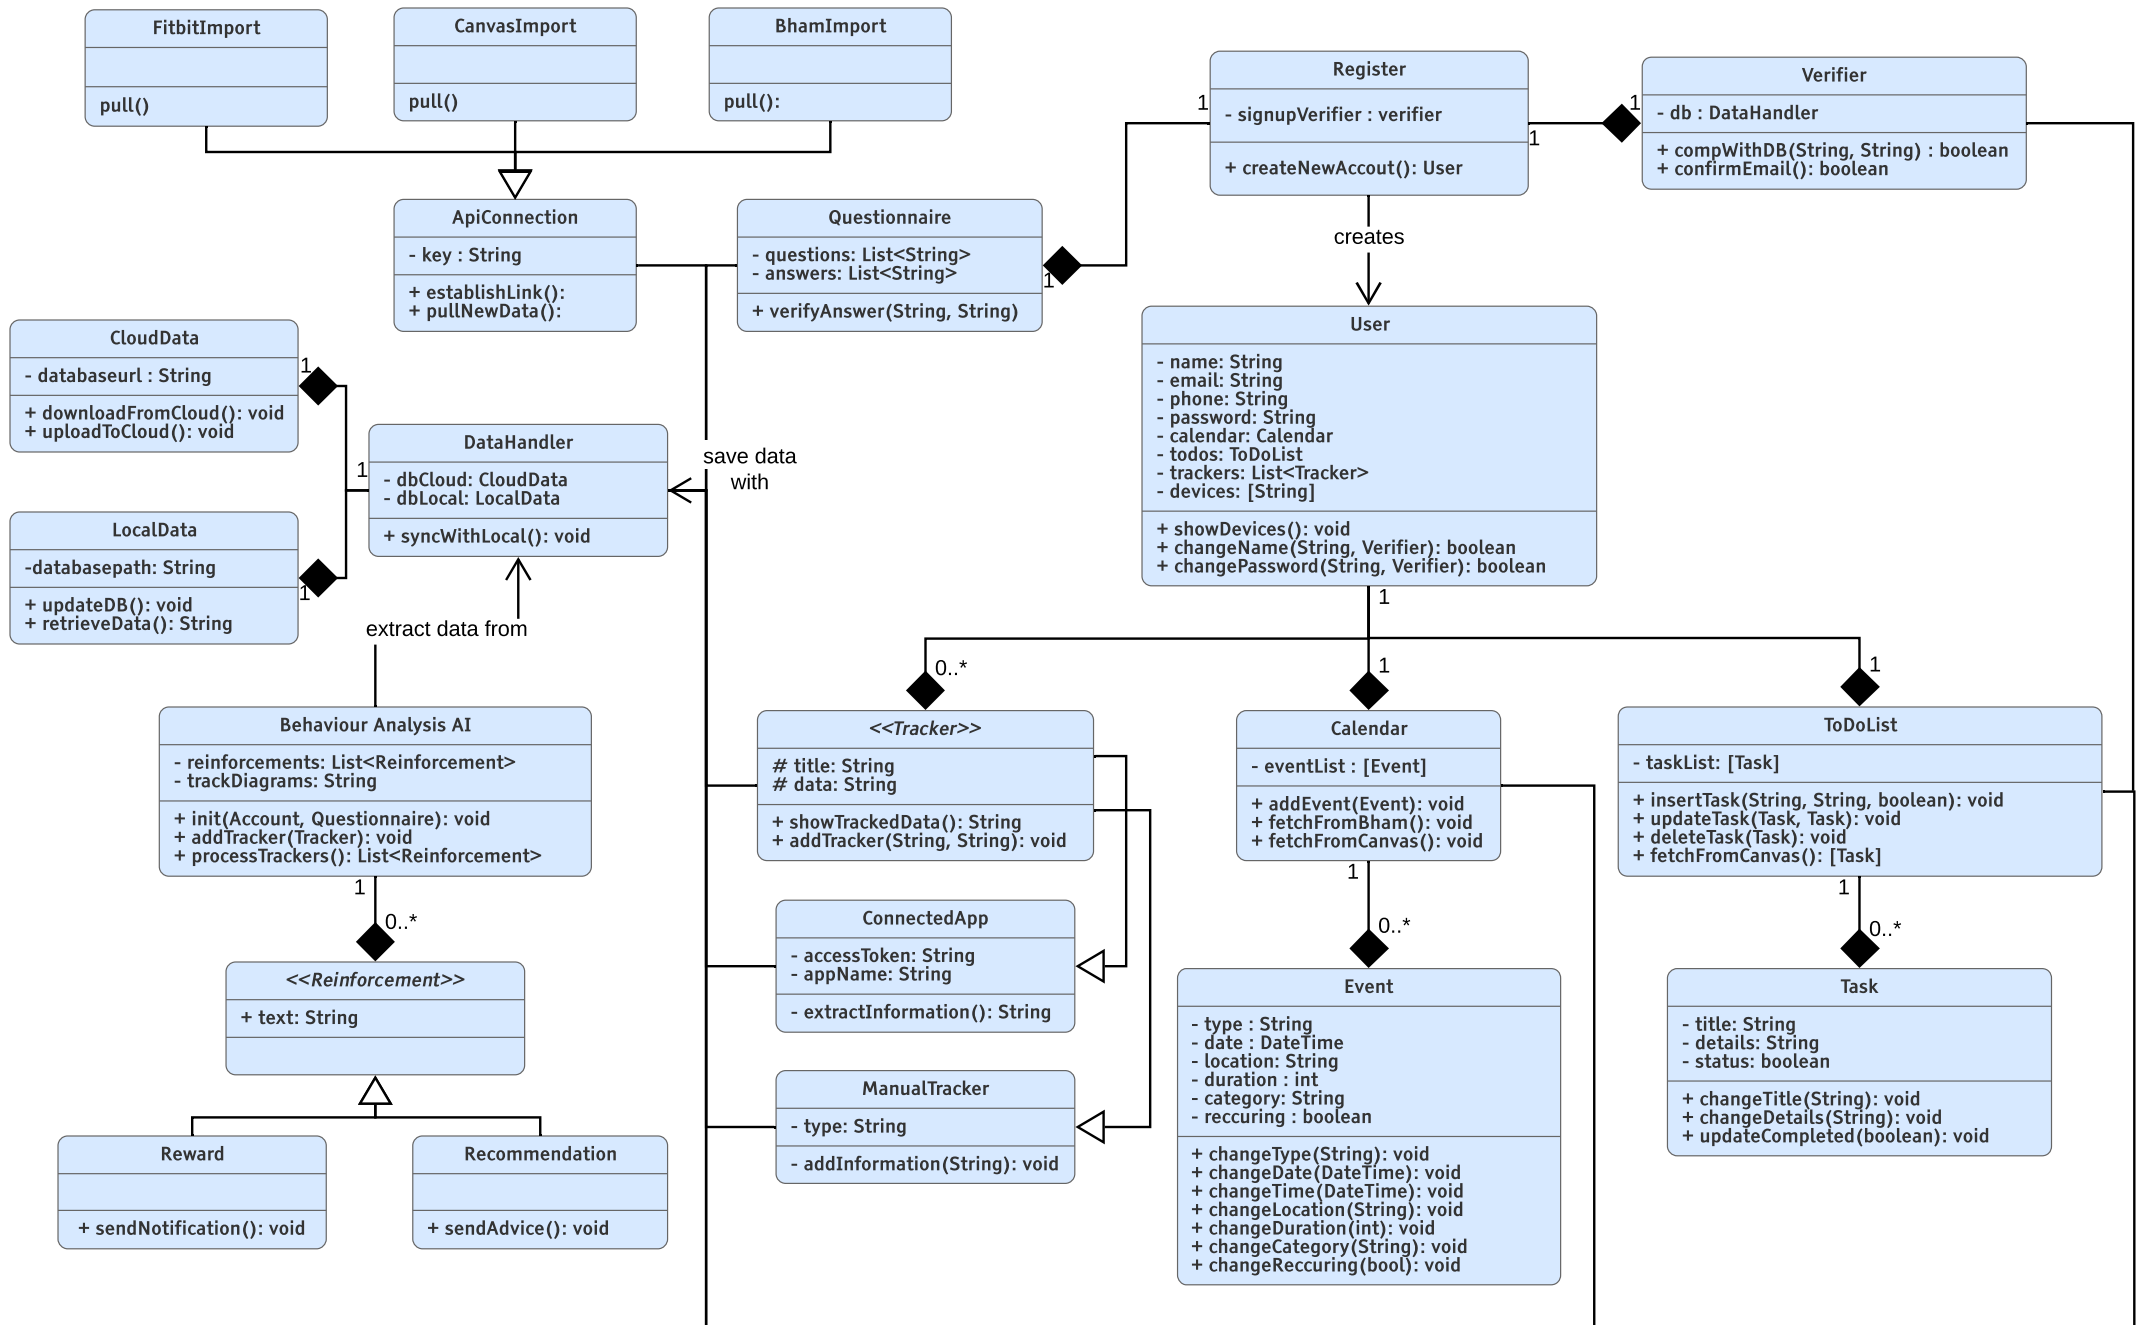 FitbitImport
pull()
CanvasImport
pull()
BhamImport
pull():
Register
- signupVerifier : verifier
+ createNewAccout(): User
Verifier
- db : DataHandler
+ compWithDB(String, String) : boolean
+ confirmEmail(): boolean
1
1
1
ApiConnection
- key : String
+ establishLink():
+ pullNewData():
Questionnaire
- questions: List<String>
- answers: List<String>
+ verifyAnswer(String, String)
1
creates
CloudData
- databaseurl : String
+ downloadFromCloud(): void
+ uploadToCloud(): void
1
User
- name: String
- email: String
- phone: String
- password: String
- calendar: Calendar
- todos: ToDoList
- trackers: List<Tracker>
- devices: [String]
+ showDevices(): void
+ changeName(String, Verifier): boolean
+ changePassword(String, Verifier): boolean
DataHandler
- dbCloud: CloudData
- dbLocal: LocalData
+ syncWithLocal(): void
1
save data
with
LocalData
-databasepath: String
+ updateDB(): void
+ retrieveData(): String
1
extract data from
1
0..*
1
1
Behaviour Analysis AI
- reinforcements: List<Reinforcement>
- trackDiagrams: String
+ init(Account, Questionnaire): void
+ addTracker(Tracker): void
+ processTrackers(): List<Reinforcement>
1
0..*
<<Tracker>>
# title: String
# data: String
+ showTrackedData(): String
+ addTracker(String, String): void
Calendar
- eventList : [Event]
+ addEvent(Event): void
+ fetchFromBham(): void
+ fetchFromCanvas(): void
1
0..*
ToDoList
- taskList: [Task]
+ insertTask(String, String, boolean): void
+ updateTask(Task, Task): void
+ deleteTask(Task): void
+ fetchFromCanvas(): [Task]
1
0..*
<<Reinforcement>>
+ text: String
ConnectedApp
- accessToken: String
- appName: String
- extractInformation(): String
Event
- type : String
- date : DateTime
- location: String
- duration : int
- category: String
- reccuring : boolean
+ changeType(String): void
+ changeDate(DateTime): void
+ changeTime(DateTime): void
+ changeLocation(String): void
+ changeDuration(int): void
+ changeCategory(String): void
+ changeReccuring(bool): void
Task
- title: String
- details: String
- status: boolean
+ changeTitle(String): void
+ changeDetails(String): void
+ updateCompleted(boolean): void
ManualTracker
- type: String
- addInformation(String): void
Reward
+ sendNotification(): void
Recommendation
+ sendAdvice(): void